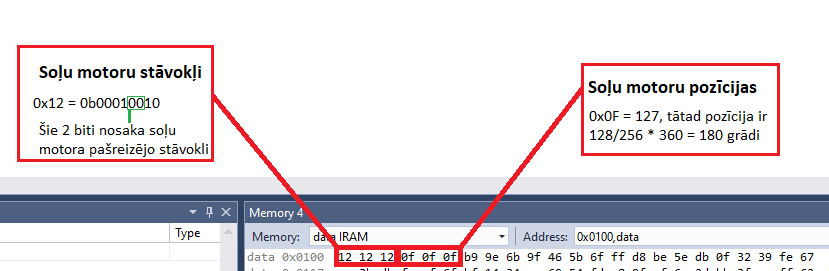 Soļu motoru stāvokļi
0x12 = 0b00010010
Šie 2 biti nosaka soļu
motora pašreizējo stāvokli
Soļu motoru pozīcijas
0x0F = 127, tātad pozīcija ir
128/256 * 360 = 180 grādi
Type
Memory 4
Memory: data IRAM Address: 0x0100,data
data 0x0100 12 12 12 0f 0f 0f b9 9e 6b 9f 46 5b 6f ff d8 be 5e db 0f 32 39 fe 67